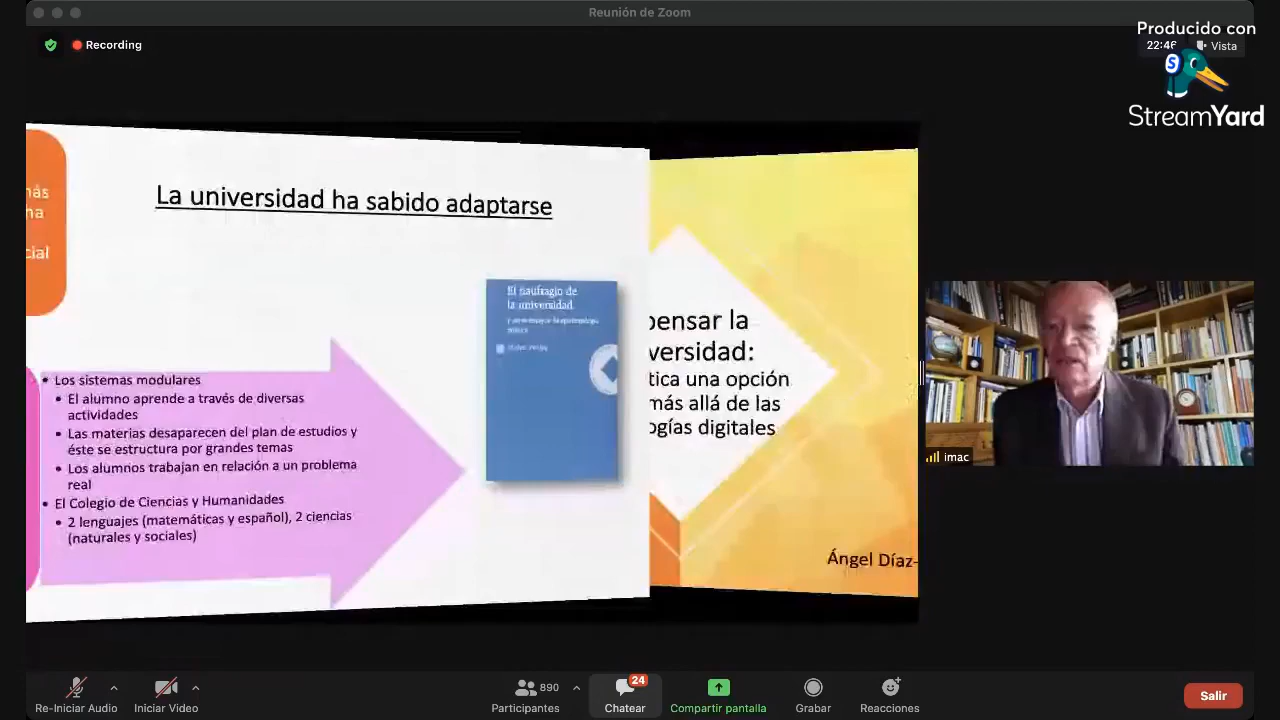 Reunión de Zoom
Recording
Producido con
22:46
Vista
StreamYard
más
ha
cial
La universidad ha sabido adaptarse
El naufragio de
la universidad
Los sistemas modulares
El alumno aprende a través de diversas
actividades
Las materias desaparecen del plan de estudios y
éste se estructura por grandes temas
Los alumnos trabajan en relación a un problema
real
El Colegio de Ciencias y Humanidades
2 lenguajes (matemáticas y español), 2 ciencias
(naturales y sociales)
pensar la
versidad:
tica una opción
más allá de las
ogías digitales
Ángel Díaz-
imac
Re-Iniciar Audio
Iniciar Video
890
Participantes
24
Chatear
Compartir pantalla
Grabar
Reacciones
Salir